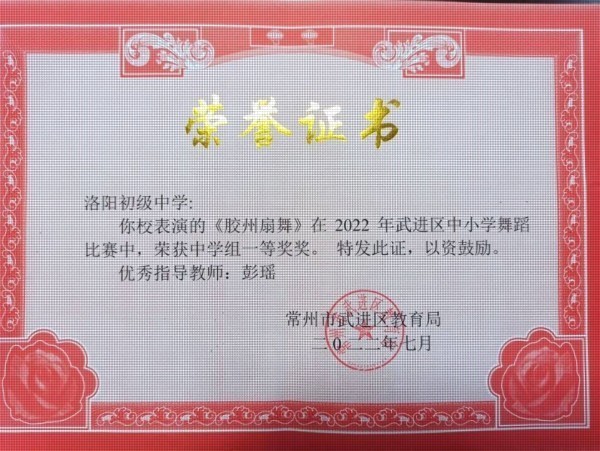 荣誉证书
洛阳初级中学:
你校表演的《胶州扇舞》在 2022 年武进区中小学舞蹈
比赛中，荣获中学组一等奖奖。 特发此证，以资鼓励。
优秀指导教师：彭瑶
常州市武进区教育局
二〇二二年七月